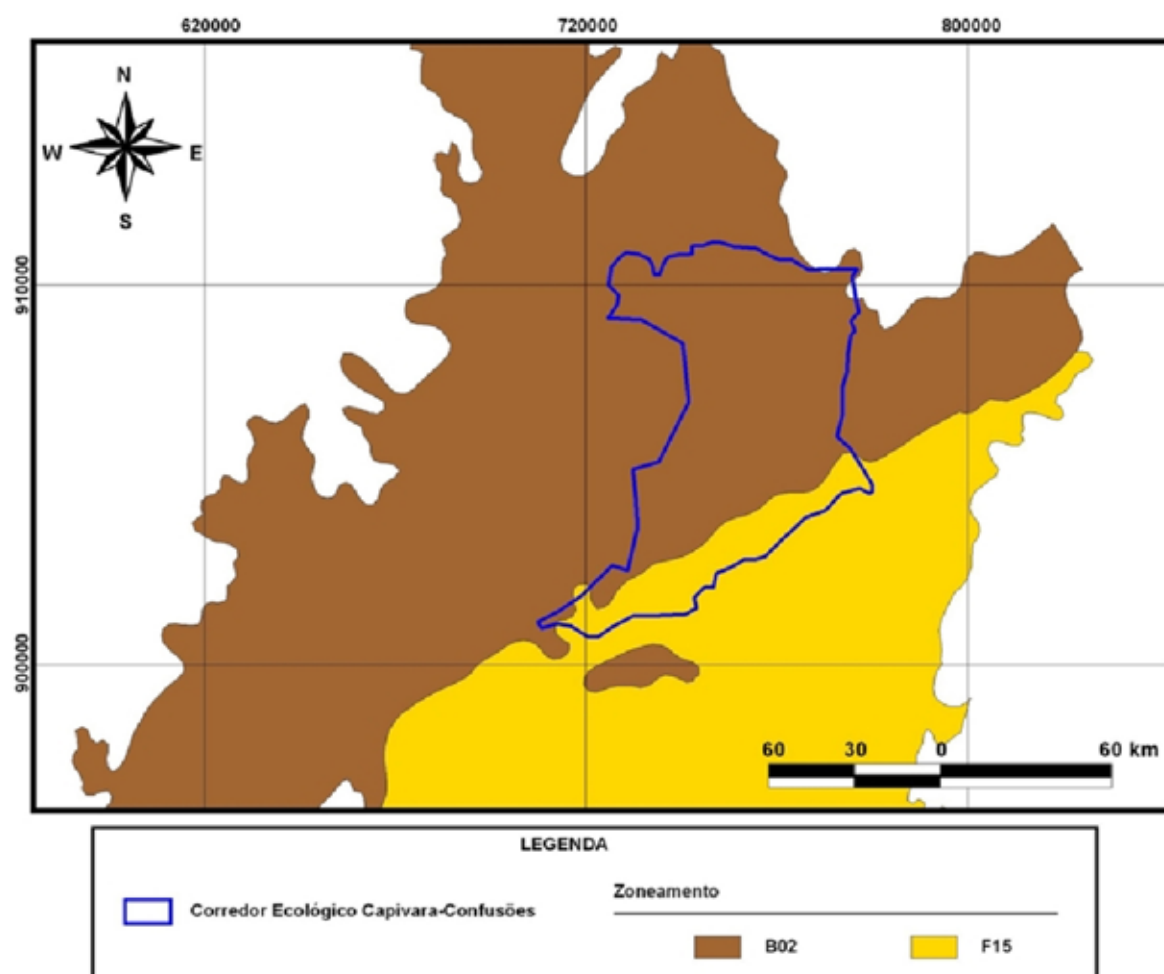 620000 720000 800000
N
W E
S
910000
900000
60 30 0 60 km
LEGENDA
Corredor Ecológico Capivara-Confusões
Zoneamento
B02 F15